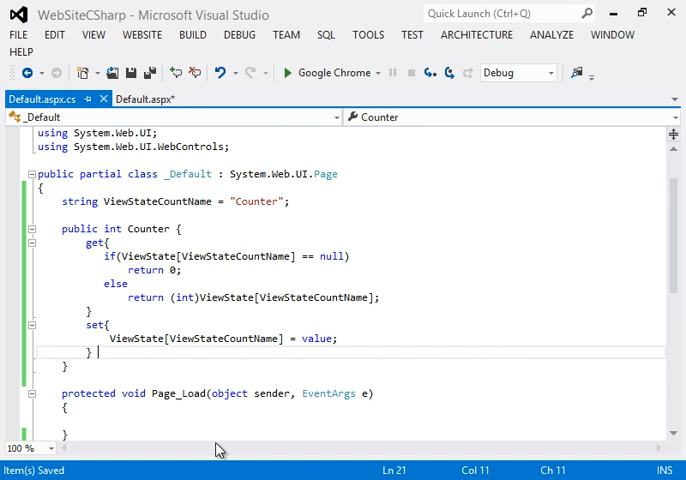 WebSiteCSharp - Microsoft Visual Studio
Quick Launch (Ctrl+Q)
FILE EDIT VIEW WEBSITE BUILD DEBUG TEAM SQL TOOLS TEST ARCHITECTURE ANALYZE WINDOW
HELP
Google Chrome Debug
Default.aspx.cs Default.aspx*
_Default Counter
using System.Web.UI;
using System.Web.UI.WebControls;
public partial class _Default : System.Web.UI.Page
{
string ViewStateCountName = "Counter";
public int Counter {
get{
if(ViewState[ViewStateCountName] == null)
return 0;
else
return (int)ViewState[ViewStateCountName];
}
set{
ViewState[ViewStateCountName] = value;
}
}
protected void Page_Load(object sender, EventArgs e)
{
}
100 %
Item(s) Saved Ln 21 Col 11 Ch 11 INS